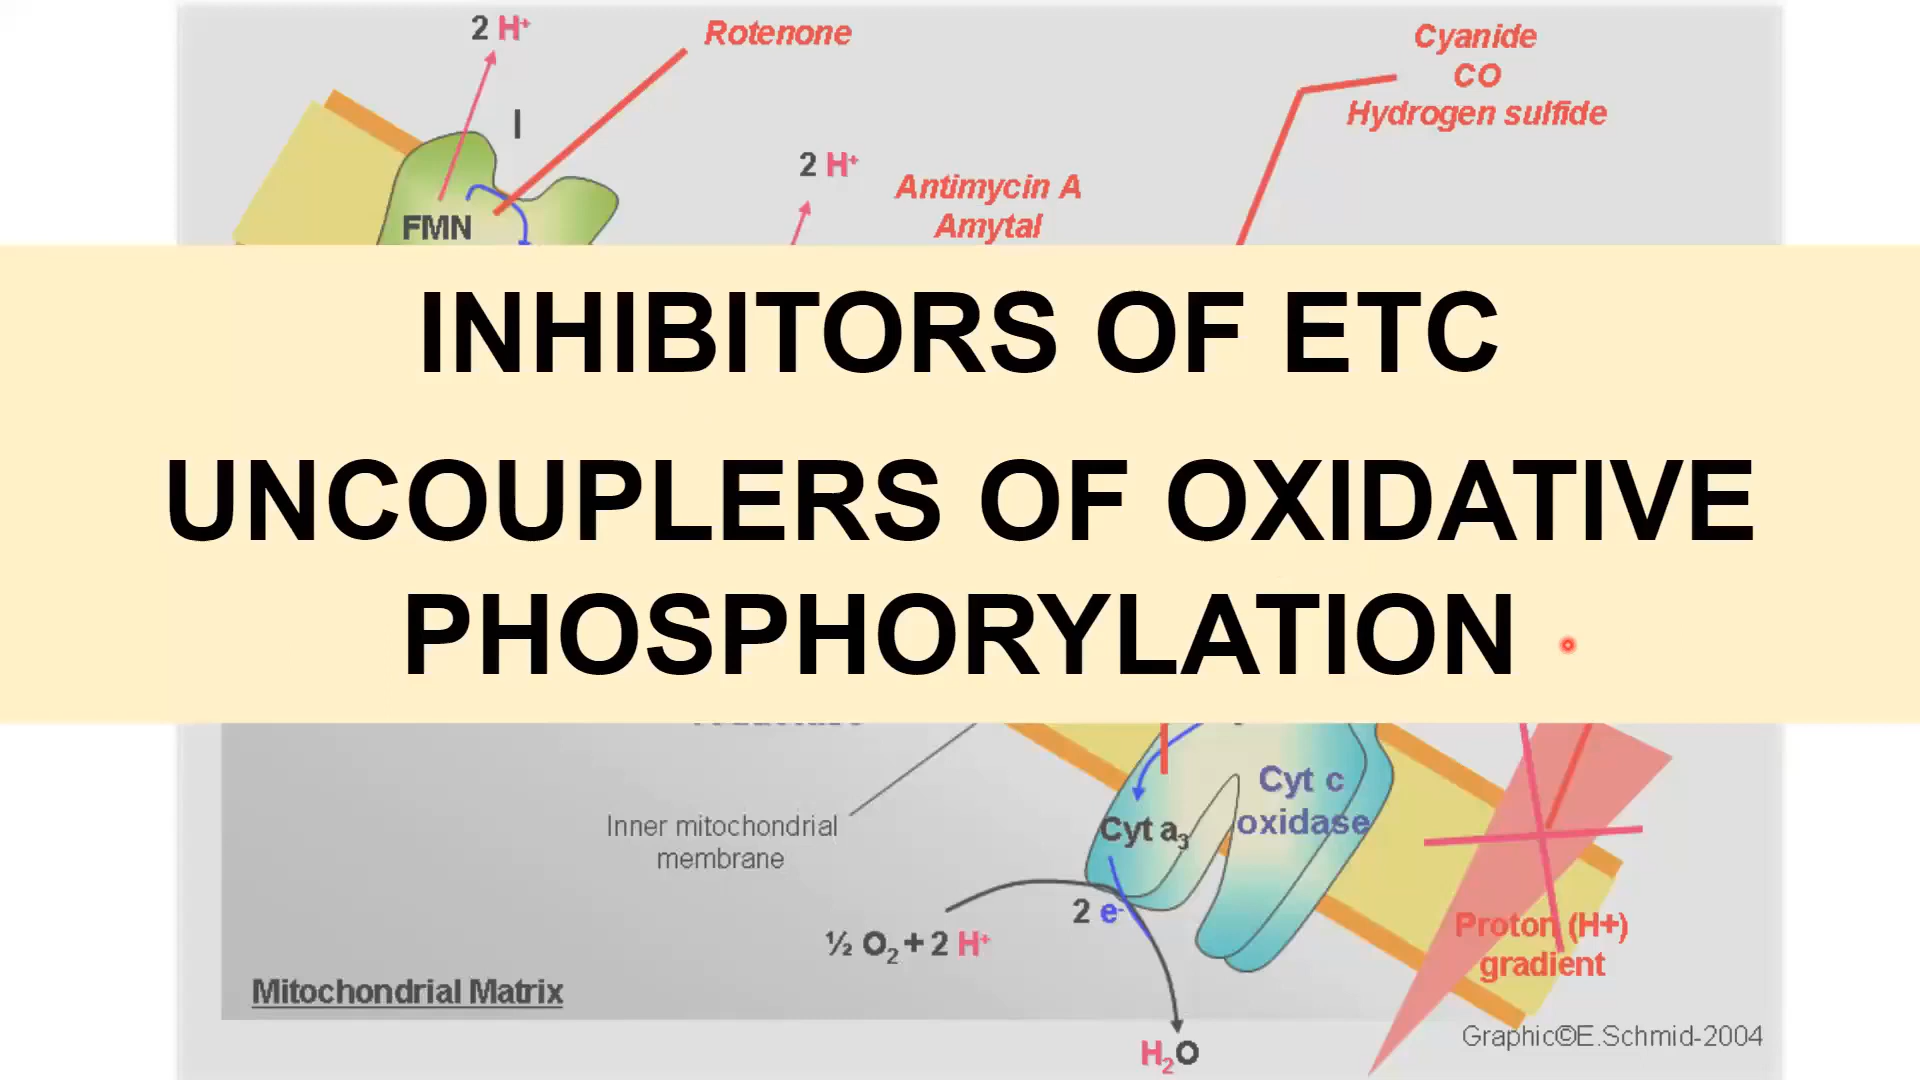 2 H⁺
Rotenone
Cyanide
CO
Hydrogen sulfide
I
2 H⁺
Antimycin A
Amytal
FMN
INHIBITORS OF ETC
UNCOUPLERS OF OXIDATIVE
PHOSPHORYLATION
Cyt c
oxidase
Cyt a₃
Inner mitochondrial
membrane
2 e⁻
½ O₂ + 2 H⁺
Proton (H+)
gradient
Mitochondrial Matrix
Graphic©E.Schmid-2004
H₂O